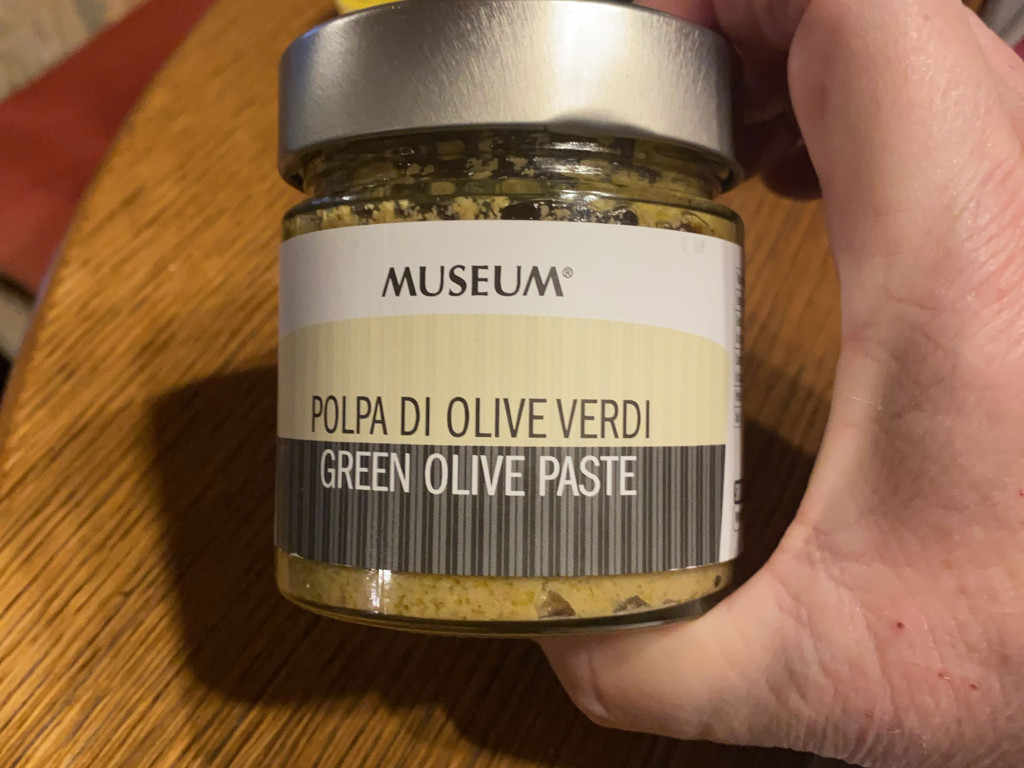 MUSEUM®
POLPA DI OLIVE VERDI
GREEN OLIVE PASTE